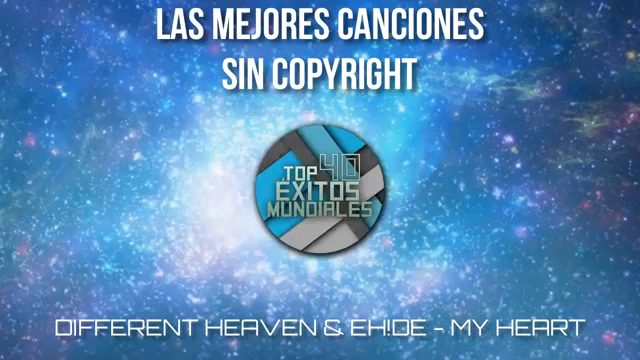 LAS MEJORES CANCIONES
SIN COPYRIGHT
.TOP 40
EXITOS
MUNDIALES
DIFFERENT HEAVEN & EH!DE - MY HEART